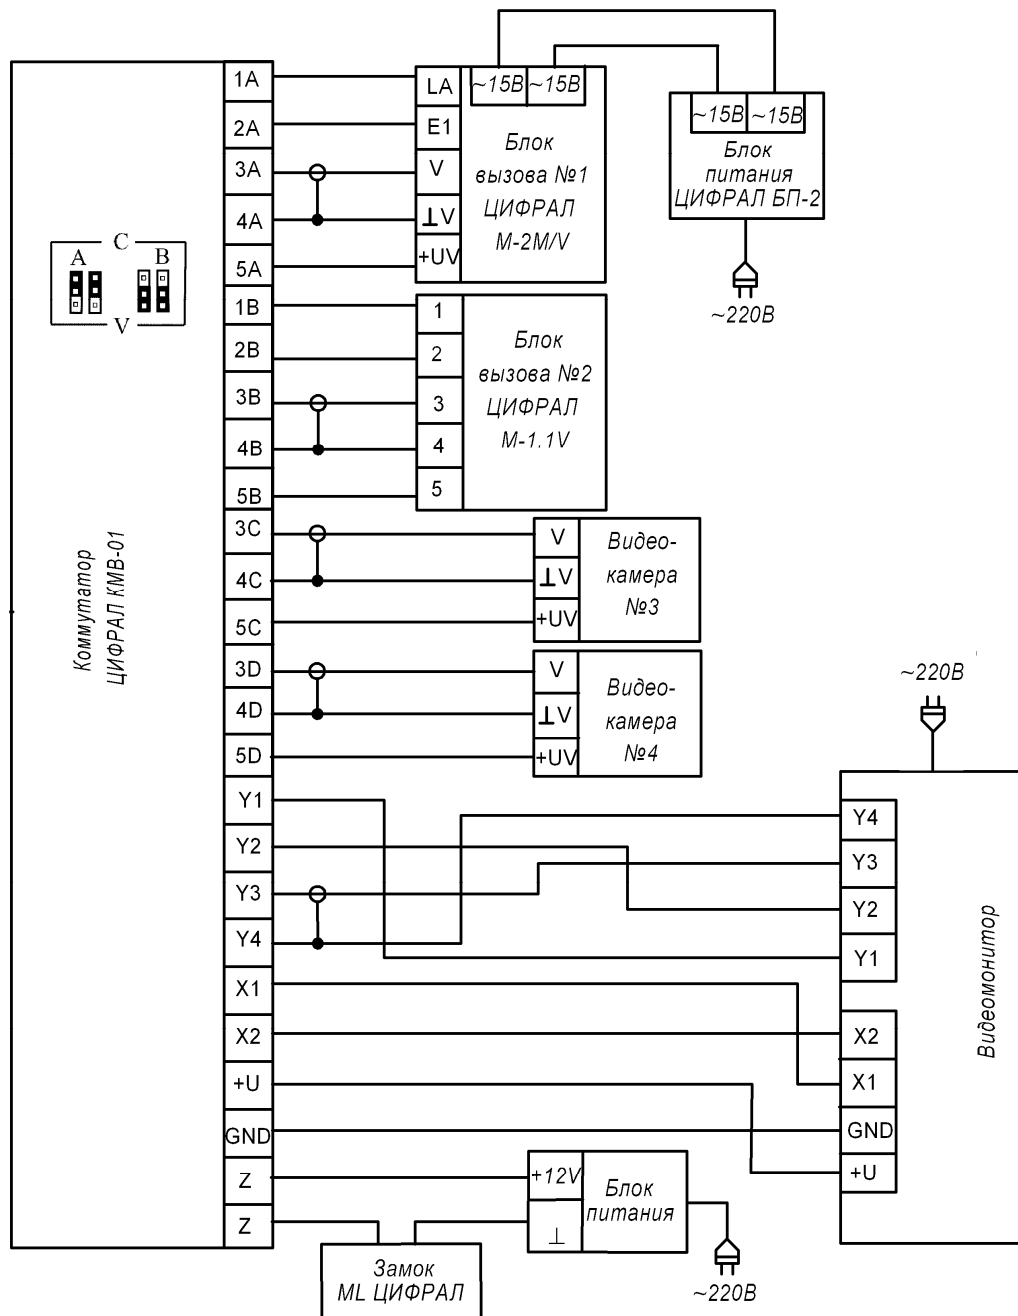 1A
2A
3A
4A
5A
1B
2B
3B
4B
5B
3C
4C
5C
3D
4D
5D
Y1
Y2
Y3
Y4
X1
X2
+U
GND
Z
Z
C
A
B
V
Коммутатор
ЦИФРАЛ КМВ-01
LA
E1
V
⊥V
+UV
~15В
~15В
Блок
вызова №1
ЦИФРАЛ
М-2М/V
~15В
~15В
Блок
питания
ЦИФРАЛ БП-2
~220В
1
2
3
4
5
Блок
вызова №2
ЦИФРАЛ
М-1.1V
V
⊥V
+UV
Видео-
камера
№3
V
⊥V
+UV
Видео-
камера
№4
~220В
Y4
Y3
Y2
Y1
X2
X1
GND
+U
Видеомонитор
+12V
⊥
Блок
питания
~220В
Замок
ML ЦИФРАЛ